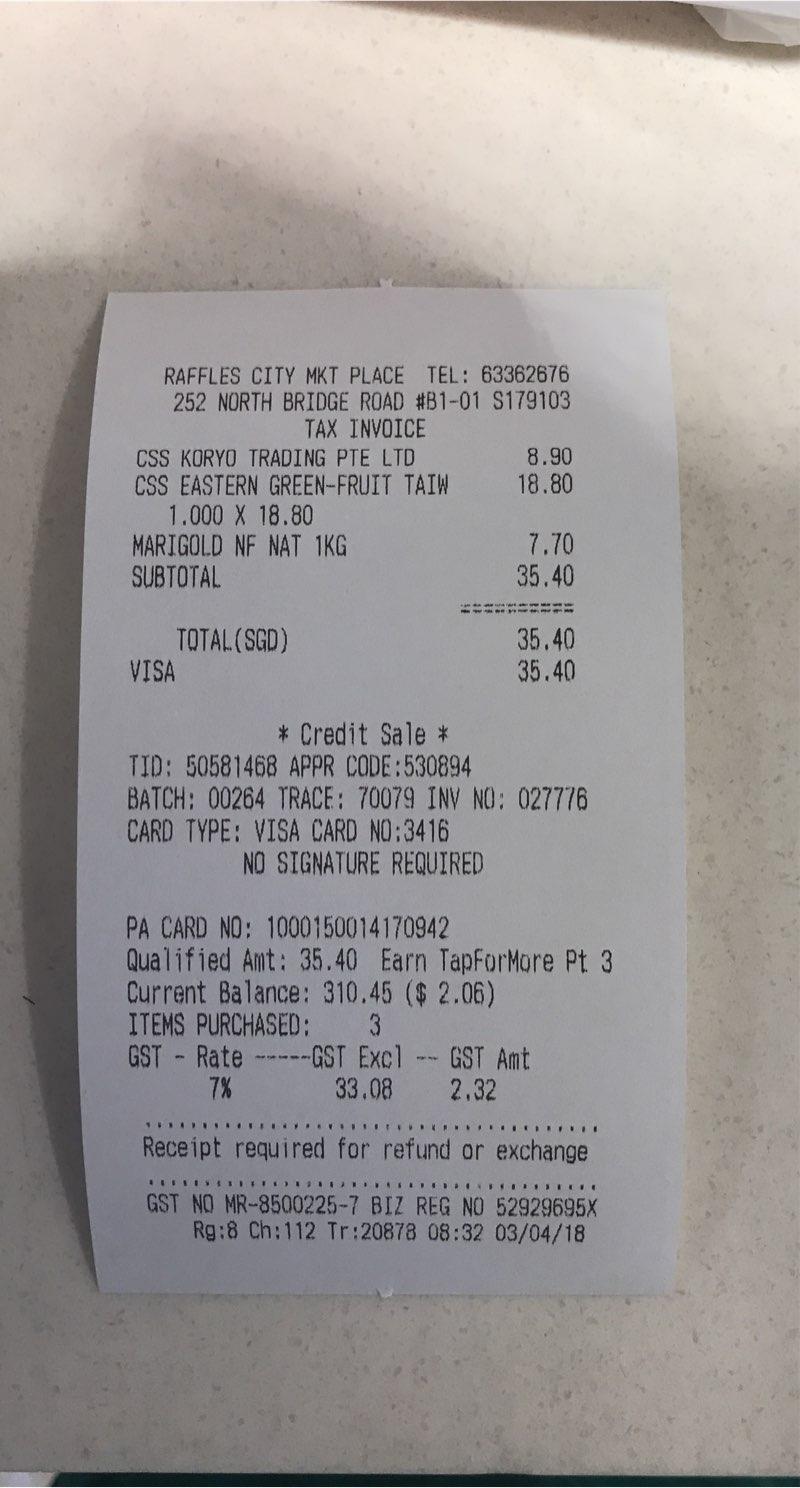 RAFFLES CITY MKT PLACE TEL: 63362676
252 NORTH BRIDGE ROAD #B1-01 S179103
TAX INVOICE
CSS KORYO TRADING PTE LTD 8.90
CSS EASTERN GREEN-FRUIT TAIW 18.80
1.000 X 18.80
MARIGOLD NF NAT 1KG 7.70
SUBTOTAL 35.40
==========
TOTAL(SGD) 35.40
VISA 35.40
* Credit Sale *
TID: 50581468 APPR CODE:530894
BATCH: 00264 TRACE: 70079 INV NO: 027776
CARD TYPE: VISA CARD NO:3416
NO SIGNATURE REQUIRED
PA CARD NO: 1000150014170942
Qualified Amt: 35.40 Earn TapForMore Pt 3
Current Balance: 310.45 ($ 2.06)
ITEMS PURCHASED: 3
GST - Rate -----GST Excl -- GST Amt
7% 33.08 2.32
........................................
Receipt required for refund or exchange
........................................
GST NO MR-8500225-7 BIZ REG NO 52929695X
Rg:8 Ch:112 Tr:20878 08:32 03/04/18